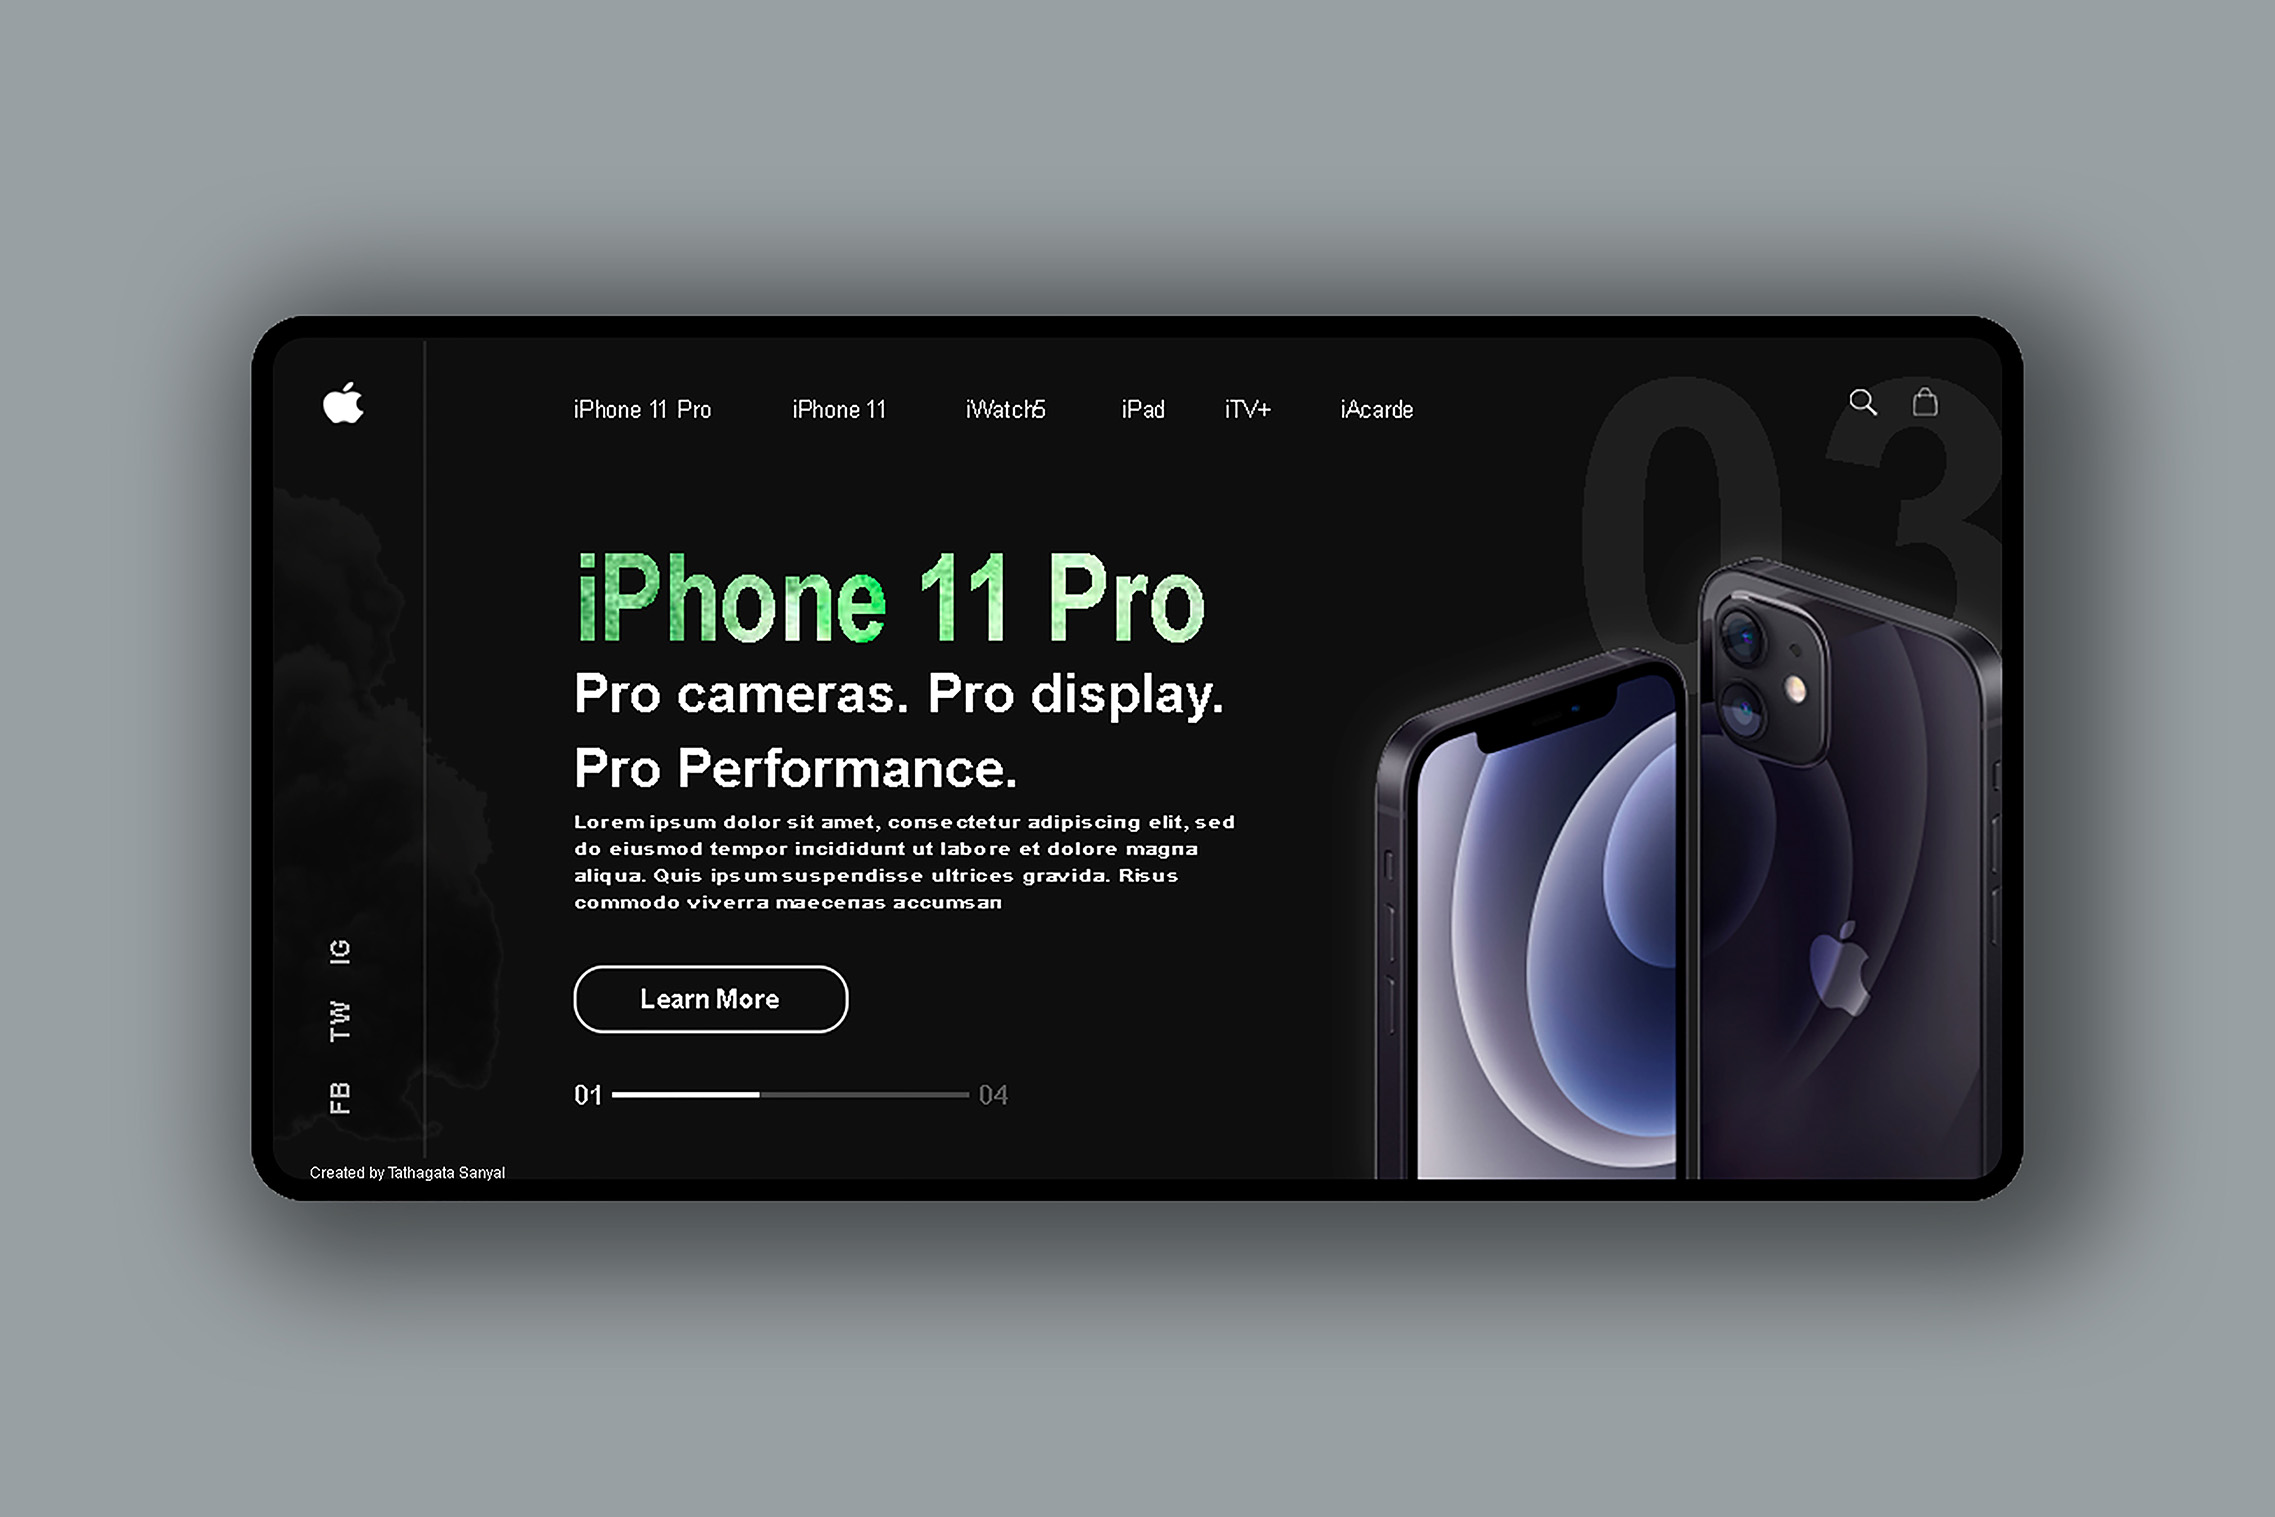 iPhone 11 Pro
iPhone 11
iWatch5
iPad
iTV+
iAcarde
03
iPhone 11 Pro
Pro cameras. Pro display.
Pro Performance.
Lorem ipsum dolor sit amet, consectetur adipiscing elit, sed
do eiusmod tempor incididunt ut labore et dolore magna
aliqua. Quis ipsum suspendisse ultrices gravida. Risus
commodo viverra maecenas accumsan
Learn More
01
04
IG
TW
FB
Created by Tathagata Sanyal